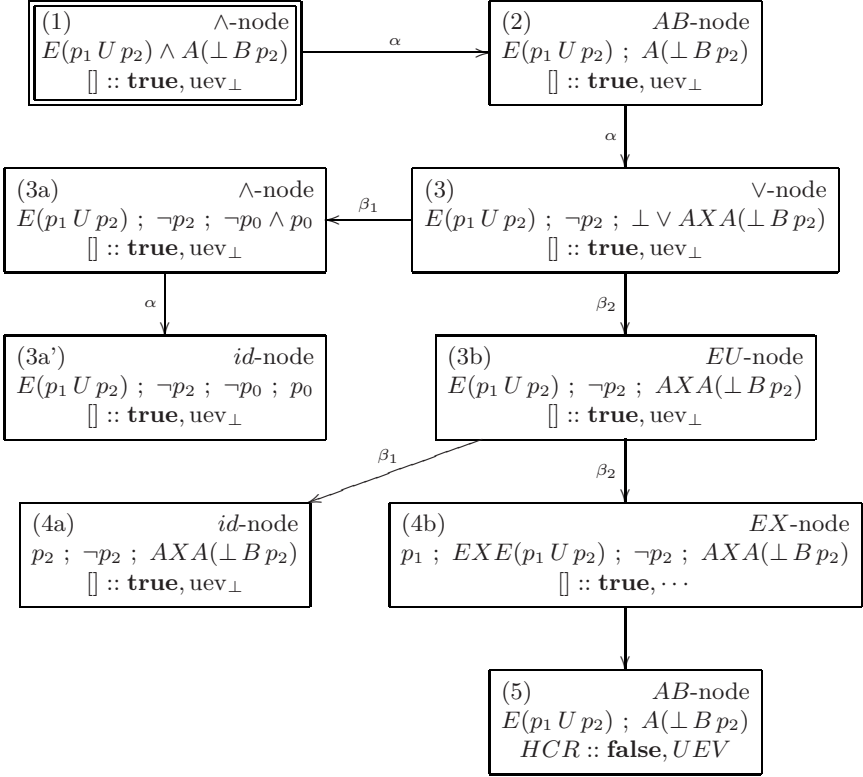 (1) ∧-node
E(p₁ U p₂) ∧ A(⊥ B p₂)
[] :: true, uev⊥
α
(2) AB-node
E(p₁ U p₂) ; A(⊥ B p₂)
[] :: true, uev⊥
α
(3a) ∧-node
E(p₁ U p₂) ; ¬p₂ ; ¬p₀ ∧ p₀
[] :: true, uev⊥
β₁
(3) ∨-node
E(p₁ U p₂) ; ¬p₂ ; ⊥ ∨ AXA(⊥ B p₂)
[] :: true, uev⊥
α
β₂
(3a') id-node
E(p₁ U p₂) ; ¬p₂ ; ¬p₀ ; p₀
[] :: true, uev⊥
(3b) EU-node
E(p₁ U p₂) ; ¬p₂ ; AXA(⊥ B p₂)
[] :: true, uev⊥
β₁
β₂
(4a) id-node
p₂ ; ¬p₂ ; AXA(⊥ B p₂)
[] :: true, uev⊥
(4b) EX-node
p₁ ; EXE(p₁ U p₂) ; ¬p₂ ; AXA(⊥ B p₂)
[] :: true, ⋯
(5) AB-node
E(p₁ U p₂) ; A(⊥ B p₂)
HCR :: false, UEV